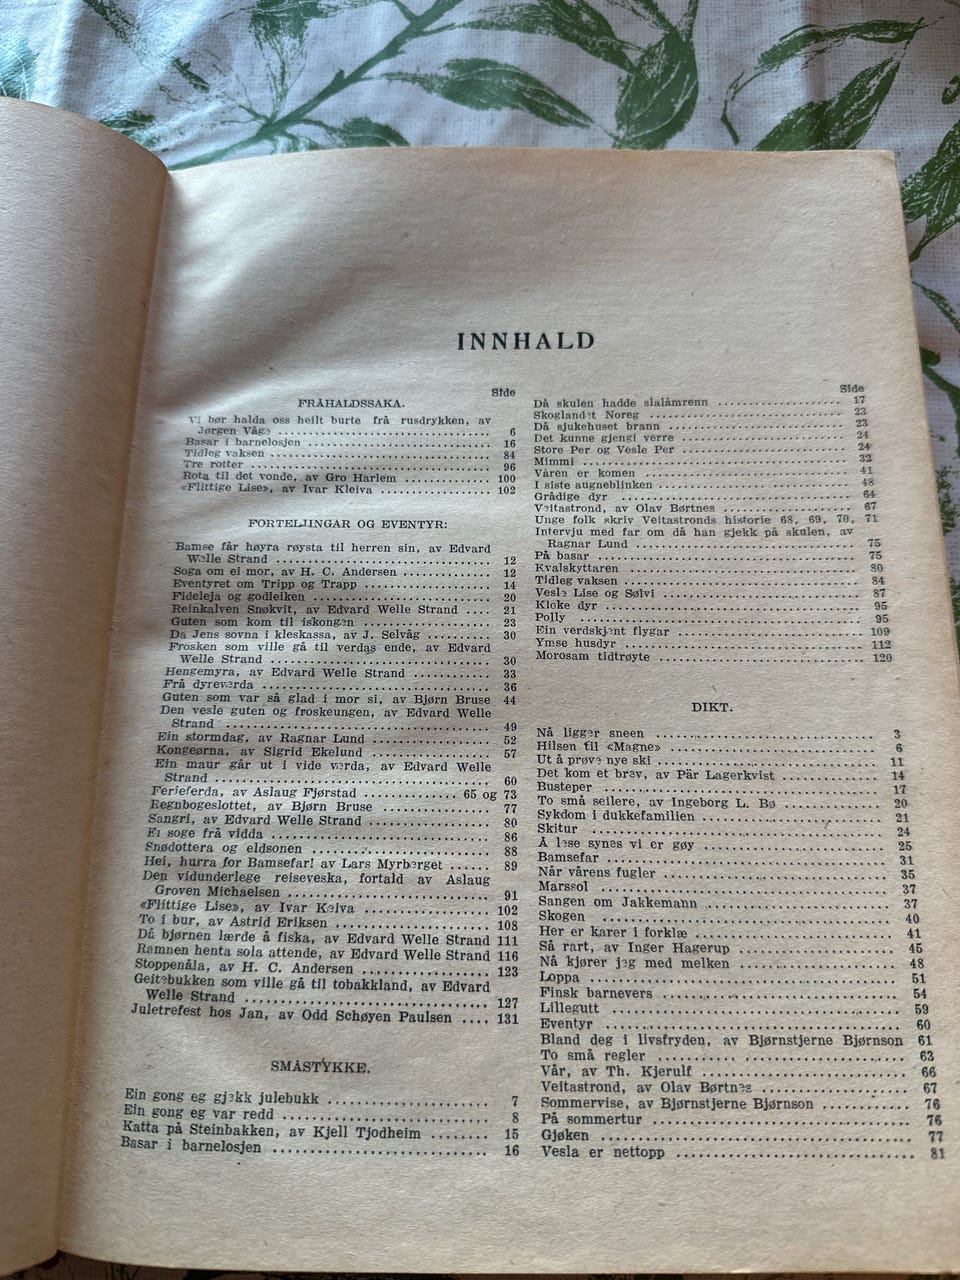 INNHALD
Side
FRÅHALDSSAKA.
Vi bør halda oss heilt burte frå rusdrykken, av
Jørgen Våge ........ 6
Basar i barnelosjen ........ 16
Tidleg vaksen ........ 84
Tre rotter ........ 96
Rota til det vonde, av Gro Harlem ........ 100
«Flittige Lise», av Ivar Kleiva ........ 102
FORTELJINGAR OG EVENTYR:
Bamse får høyra røysta til herren sin, av Edvard
Welle Strand ........ 12
Soga om ei mor, av H. C. Andersen ........ 12
Eventyret om Tripp og Trapp ........ 14
Fideleja og godleiken ........ 20
Reinkalven Snøkvit, av Edvard Welle Strand .... 21
Guten som kom til iskongen ........ 23
Da Jens sovna i kleskassa, av J. Selvåg ........ 30
Frosken som ville gå til verdas ende, av Edvard
Welle Strand ........ 30
Hengemyra, av Edvard Welle Strand ........ 33
Frå dyreverda ........ 36
Guten som var så glad i mor si, av Bjørn Bruse 44
Den vesle guten og froskeungen, av Edvard Welle
Strand ........ 49
Ein stormdag, av Ragnar Lund ........ 52
Kongeørna, av Sigrid Ekelund ........ 57
Ein maur går ut i vide verda, av Edvard Welle
Strand ........ 60
Ferieferda, av Aslaug Fjørstad ........ 65 og 73
Regnbogeslottet, av Bjørn Bruse ........ 77
Sangri, av Edvard Welle Strand ........ 80
Ei soge frå vidda ........ 86
Snødottera og eldsonen ........ 88
Hei, hurra for Bamsefar! av Lars Myrberget .... 89
Den vidunderlege reiseveska, fortald av Aslaug
Groven Michaelsen ........ 91
«Flittige Lise», av Ivar Keiva ........ 102
To i bur, av Astrid Eriksen ........ 108
Då bjørnen lærde å fiska, av Edvard Welle Strand 111
Ramnen henta sola attende, av Edvard Welle Strand 116
Stoppenåla, av H. C. Andersen ........ 123
Geitebukken som ville gå til tobakkland, av Edvard
Welle Strand ........ 127
Juletrefest hos Jan, av Odd Schøyen Paulsen .... 131
SMÅSTYKKE.
Ein gong eg gjekk julebukk ........ 7
Ein gong eg var redd ........ 8
Katta på Steinbakken, av Kjell Tjodheim ........ 15
Basar i barnelosjen ........ 16
Side
Då skulen hadde slalåmrenn ........ 17
Skoglandet Noreg ........ 23
Då sjukehuset brann ........ 23
Det kunne gjengi verre ........ 24
Store Per og Vesle Per ........ 24
Mimmi ........ 32
Våren er komen ........ 41
I siste augneblinken ........ 48
Grådige dyr ........ 64
Veitastrond, av Olav Børtnes ........ 67
Unge folk skriv Veitastronds historie 68, 69, 70, 71
Intervju med far om då han gjekk på skulen, av
Ragnar Lund ........ 75
På basar ........ 75
Kvalskyttaren ........ 80
Tidleg vaksen ........ 84
Vesle Lise og Sølvi ........ 87
Kloke dyr ........ 95
Polly ........ 95
Ein verdskjent flygar ........ 109
Ymse husdyr ........ 112
Morosam tidtrøyte ........ 120
DIKT.
Nå ligger sneen ........ 3
Hilsen til «Magne» ........ 6
Ut å prøve nye ski ........ 11
Det kom et brev, av Pär Lagerkvist ........ 14
Busteper ........ 17
To små seilere, av Ingeborg L. Bø ........ 20
Sykdom i dukkefamilien ........ 21
Skitur ........ 24
Å lese synes vi er gøy ........ 25
Bamsefar ........ 31
Når vårens fugler ........ 35
Marssol ........ 37
Sangen om Jakkemann ........ 37
Skogen ........ 40
Her er karer i forklæ ........ 41
Så rart, av Inger Hagerup ........ 45
Nå kjører jeg med melken ........ 48
Loppa ........ 51
Finsk barnevers ........ 54
Lillegutt ........ 59
Eventyr ........ 60
Bland deg i livsfryden, av Bjørnstjerne Bjørnson 61
To små regler ........ 63
Vår, av Th. Kjerulf ........ 66
Veitastrond, av Olav Børtnes ........ 67
Sommervise, av Bjørnstjerne Bjørnson ........ 76
På sommertur ........ 76
Gjøken ........ 77
Vesla er nettopp ........ 81